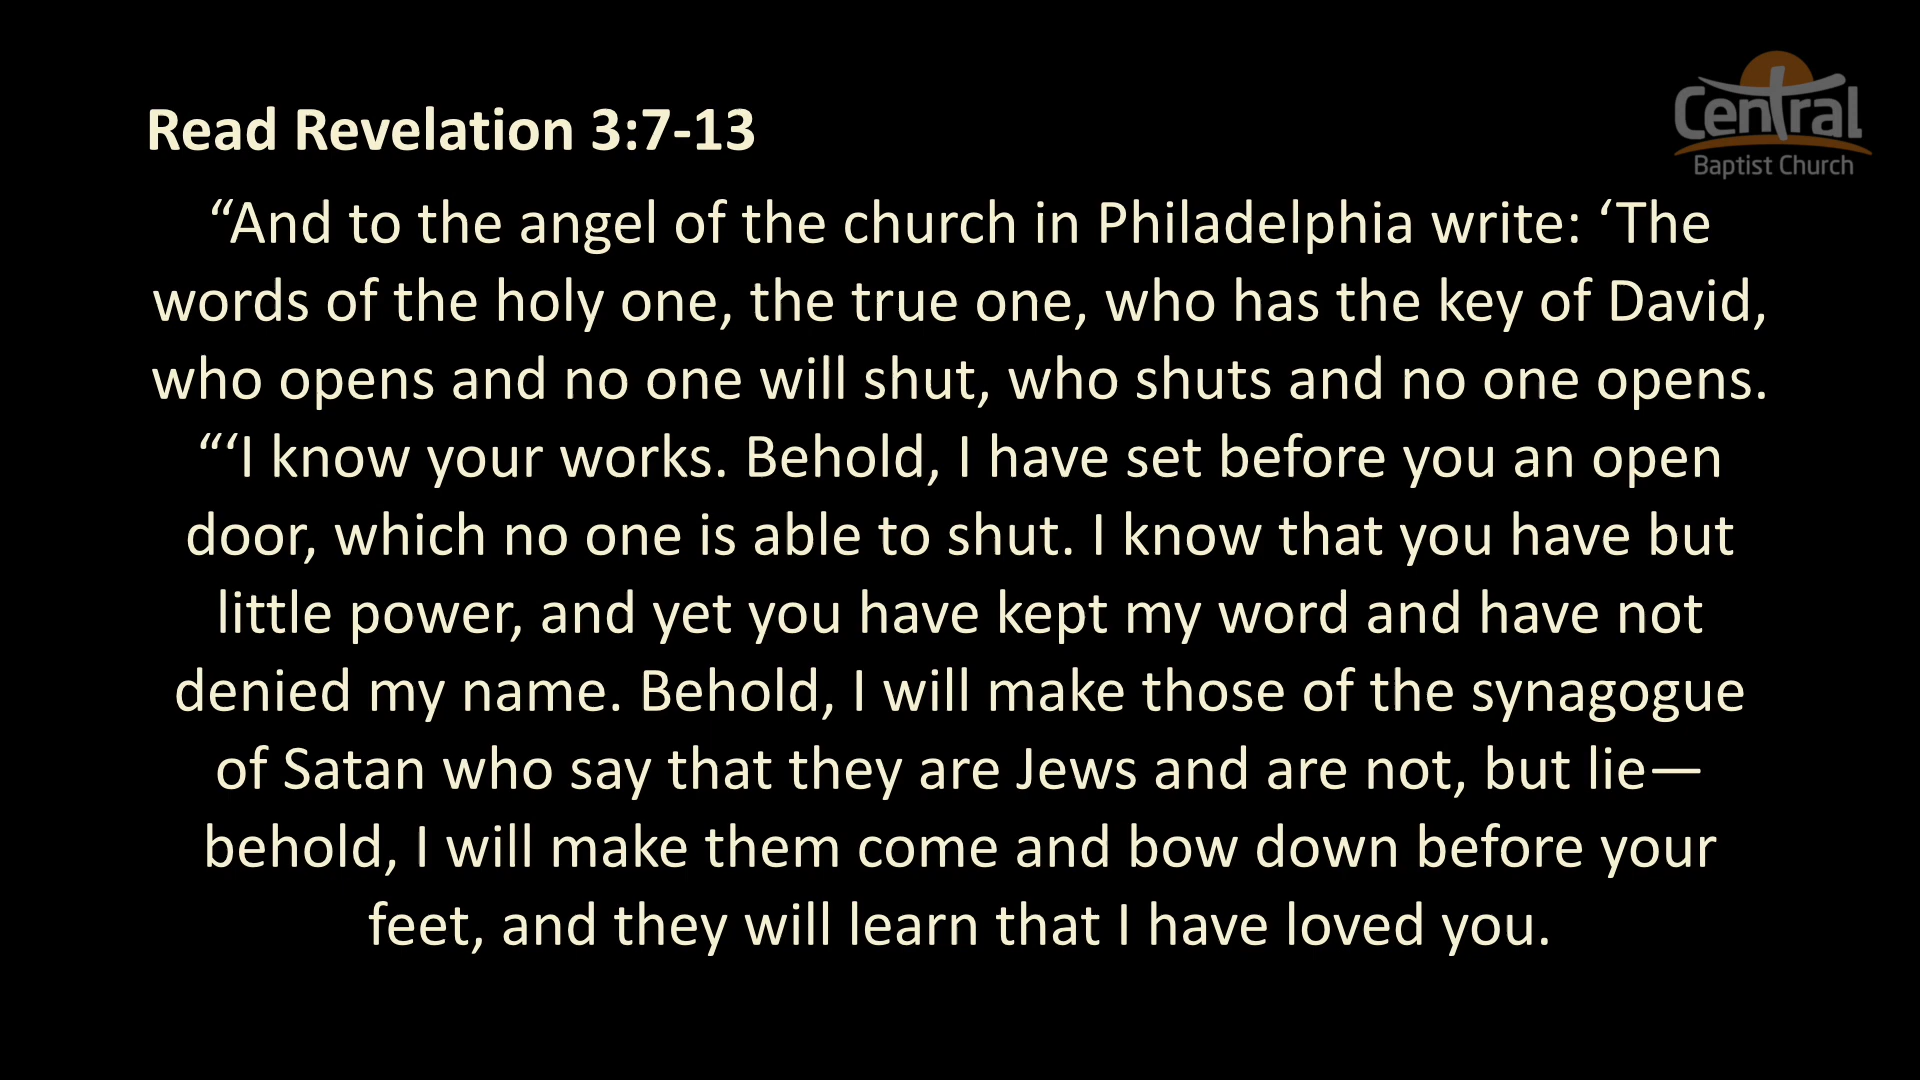 Read Revelation 3:7-13
Central
Baptist Church
“And to the angel of the church in Philadelphia write: ‘The
words of the holy one, the true one, who has the key of David,
who opens and no one will shut, who shuts and no one opens.
“‘I know your works. Behold, I have set before you an open
door, which no one is able to shut. I know that you have but
little power, and yet you have kept my word and have not
denied my name. Behold, I will make those of the synagogue
of Satan who say that they are Jews and are not, but lie—
behold, I will make them come and bow down before your
feet, and they will learn that I have loved you.